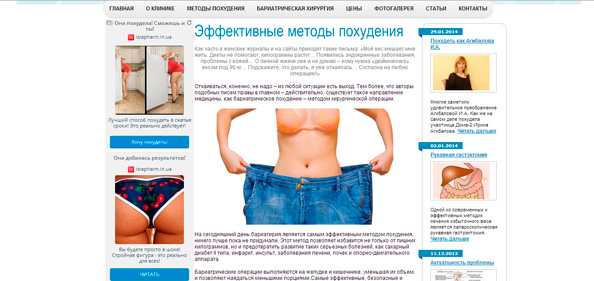 ГЛАВНАЯ О КЛИНИКЕ МЕТОДЫ ПОХУДЕНИЯ БАРИАТРИЧЕСКАЯ ХИРУРГИЯ ЦЕНЫ ФОТОГАЛЕРЕЯ СТАТЬИ КОНТАКТЫ
Она похудела! Сможешь и ты!
israpharm.in.ua
Лучший способ похудеть в сжатые
сроки! Это реально действует!
Хочу похудеть!
Она добилась результатов!
israpharm.in.ua
Вы будете просто в шоке!
Стройная фигура - это реально
для всех!
ЧИТАТЬ
Эффективные методы похудения
Как часто в женские журналы и на сайты приходят такие письма: «Мой вес мешает мне
жить. Диеты не помогают, килограммы растут... Появились эндокринные заболевания,
проблемы с кожей... О личной жизни уже и не думаю – кому нужна «дюймовочка»
весом под 90 кг... Подскажите, что делать, я уже отчаялась... Согласна на любую
операцию!»
Отчаиваться, конечно, не надо – из любой ситуации есть выход. Тем более, что авторы
подобных писем правы в главном – действительно, существует такое направление
медицины, как бариатрическое похудение – методом хирургической операции.
На сегодняшний день бариатрия является самым эффективным методом похудения,
ничего лучше пока не придумали. Этот метод позволяет избавится не только от лишних
килограммов, но и предотвратить развитие таких серьезных болезней, как сахарный
диабет II типа, инфаркт, инсульт, заболевания печени, почек и опорно-двигательного
аппарата.
Бариатрические операции выполняются на желудке и кишечнике, уменьшая их объем,
и позволяют наедаться меньшими порциями. Самые эффективные, безопасные и
29.01.2014
Похудеть как Агибалова
И.А.
Многие заметили
удивительное преображение
Агибаловой И.А. Как же на
самом деле похудела
участница Дома-2 Ирина
Агибалова. Читать дальше
02.01.2014
Рукавная гастэктомия
Одной из современных и
эффективных методик
лечения избыточного веса
является лапароскопическая
рукавная гастрэктомия
Читать дальше
11.12.2013
Актуальность проблемы